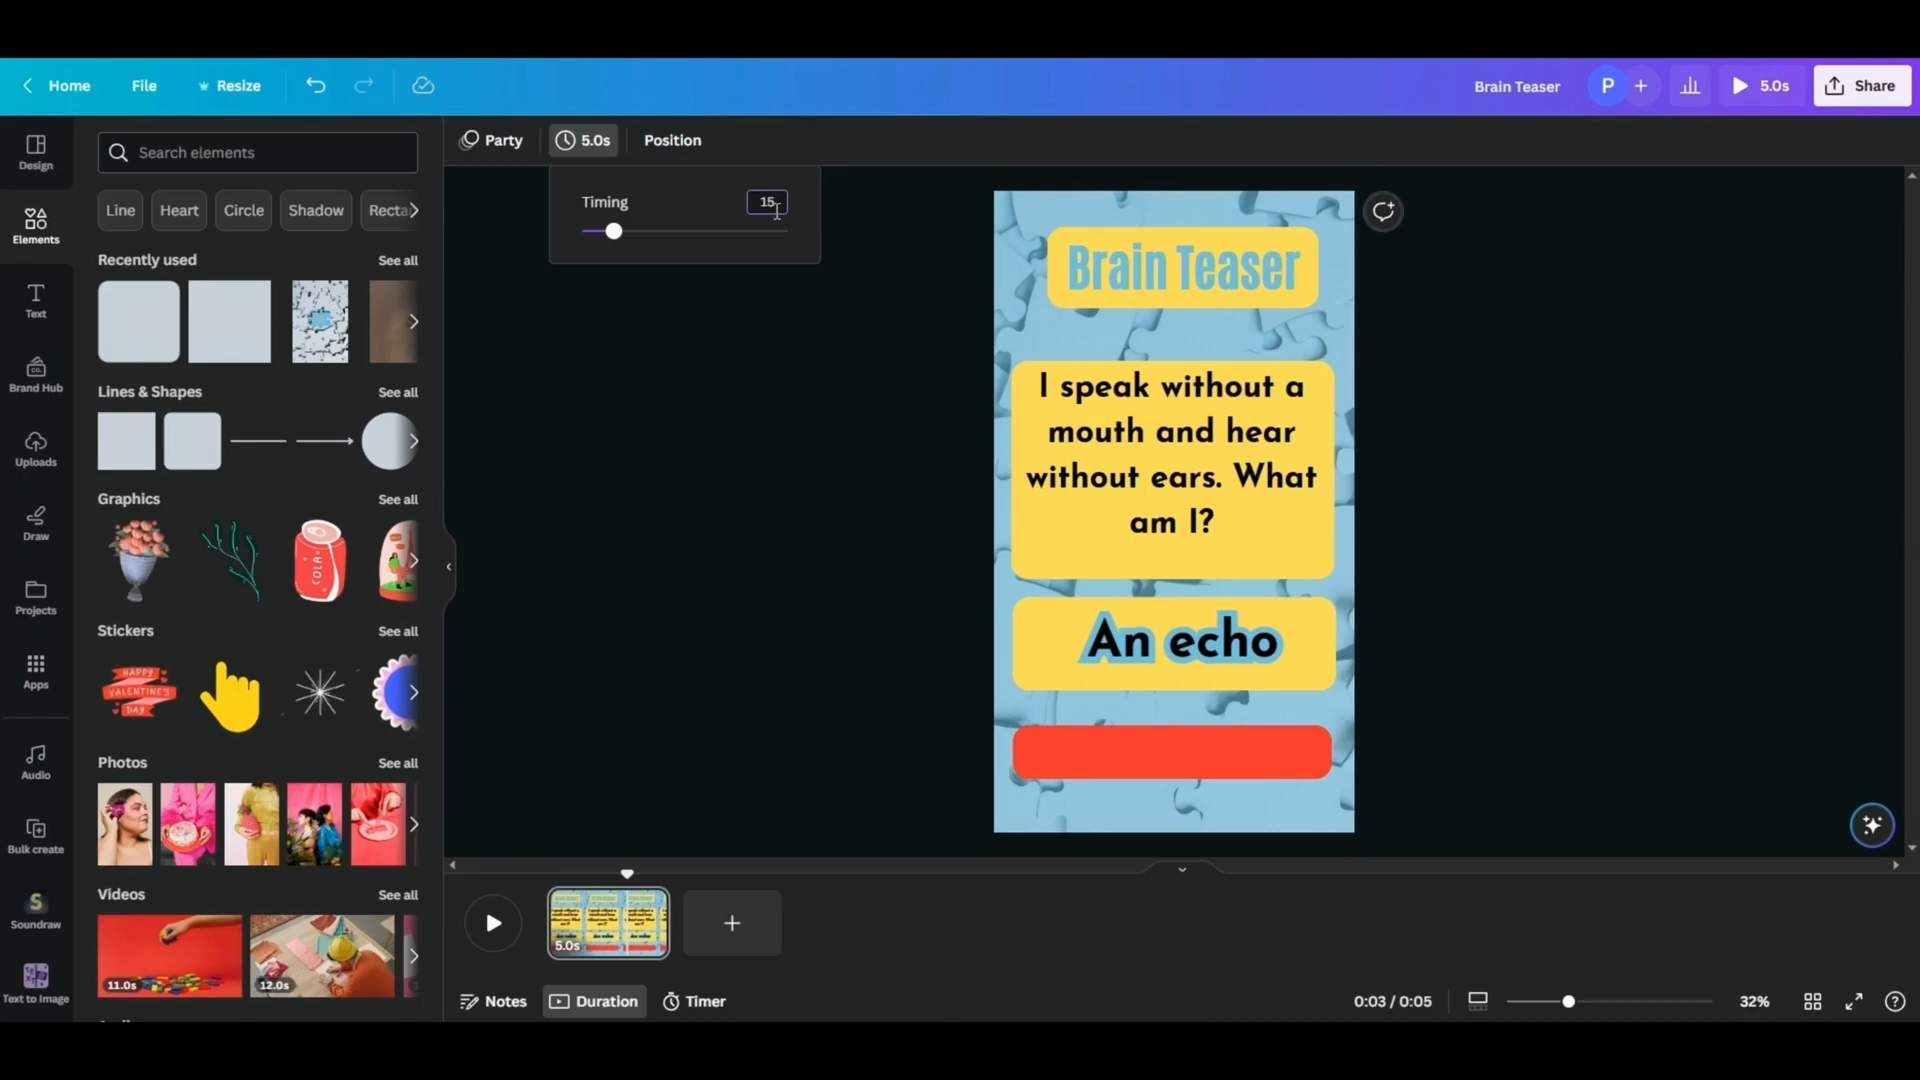 Home
File
Resize
Brain Teaser
P
5.0s
Share
Design
Elements
Text
Brand Hub
Uploads
Draw
Projects
Apps
Audio
Bulk create
Soundraw
Text to Image
Search elements
Line
Heart
Circle
Shadow
Recta
Recently used
See all
Lines & Shapes
See all
Graphics
See all
COLA
Stickers
See all
HAPPY
VALENTINE'S
DAY
Photos
See all
Videos
See all
11.0s
12.0s
Party
5.0s
Position
Timing
15
Brain Teaser
I speak without a
mouth and hear
without ears. What
am I?
An echo
5.0s
Notes
Duration
Timer
0:03 / 0:05
32%